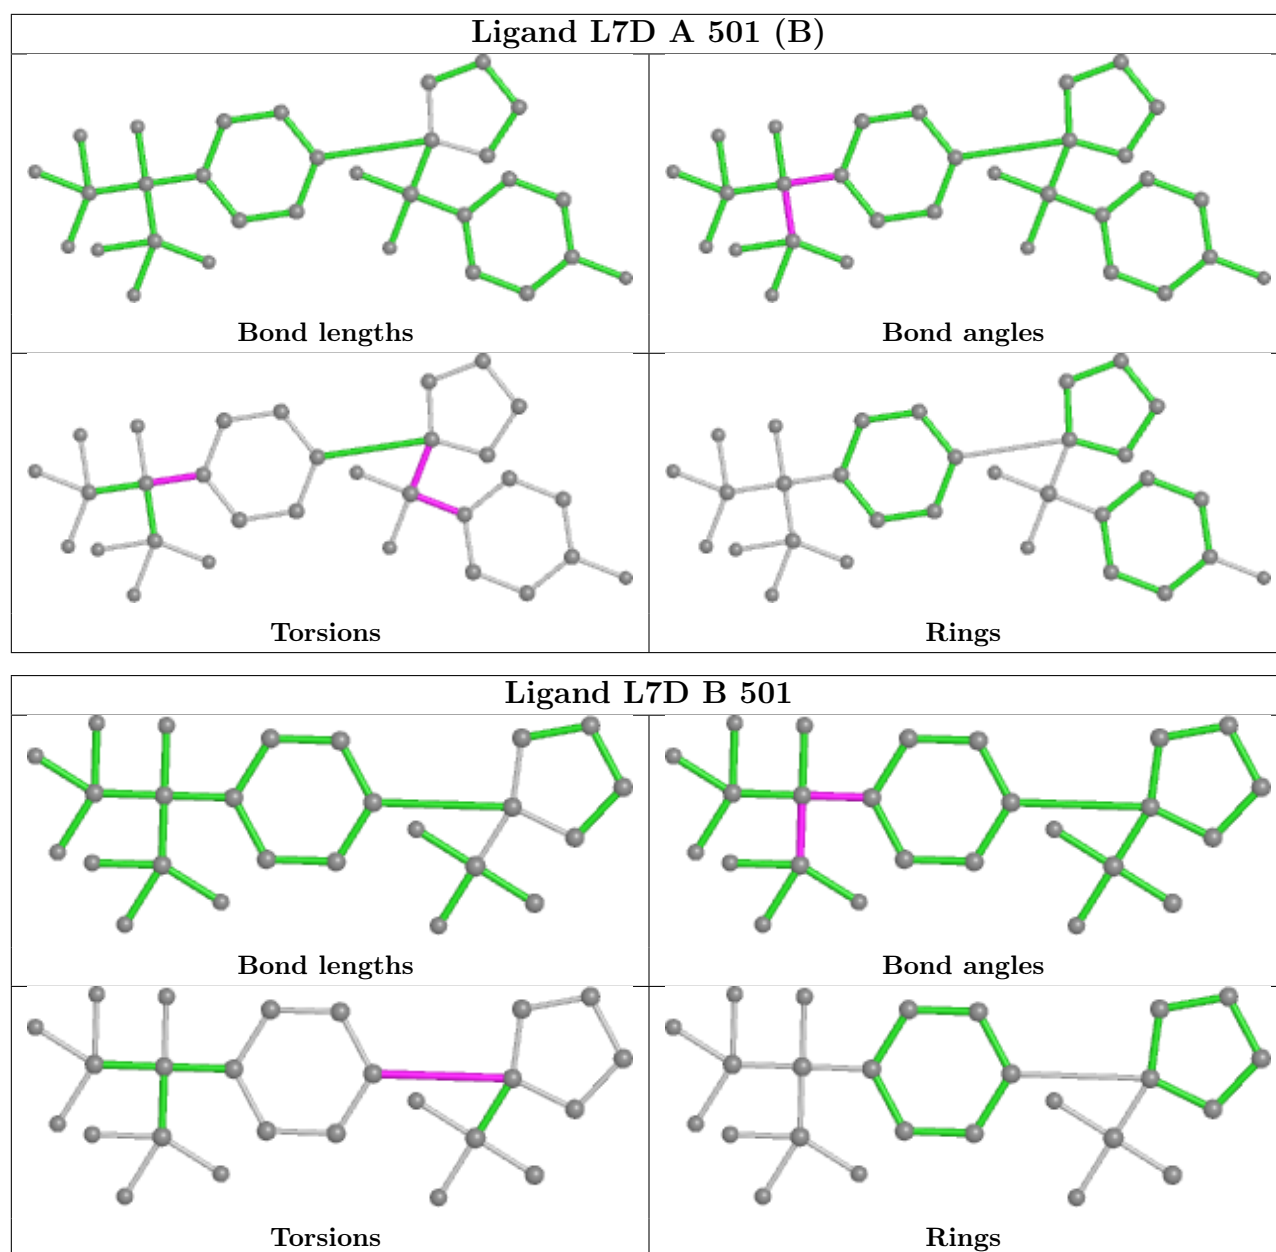 Ligand L7D A 501 (B)
Bond lengths
Bond angles
Torsions
Rings
Ligand L7D B 501
Bond lengths
Bond angles
Torsions
Rings